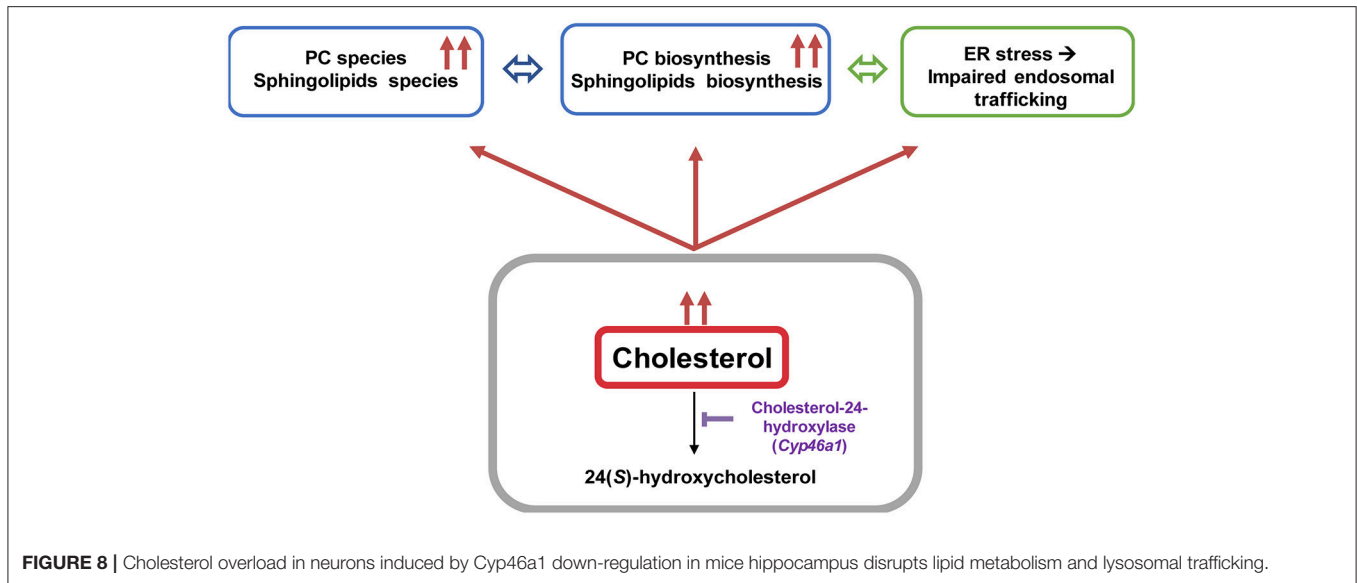 PC species
Sphingolipids species
PC biosynthesis
Sphingolipids biosynthesis
ER stress →
Impaired endosomal
trafficking
Cholesterol
Cholesterol-24-
hydroxylase
(Cyp46a1)
24(S)-hydroxycholesterol
FIGURE 8 | Cholesterol overload in neurons induced by Cyp46a1 down-regulation in mice hippocampus disrupts lipid metabolism and lysosomal trafficking.